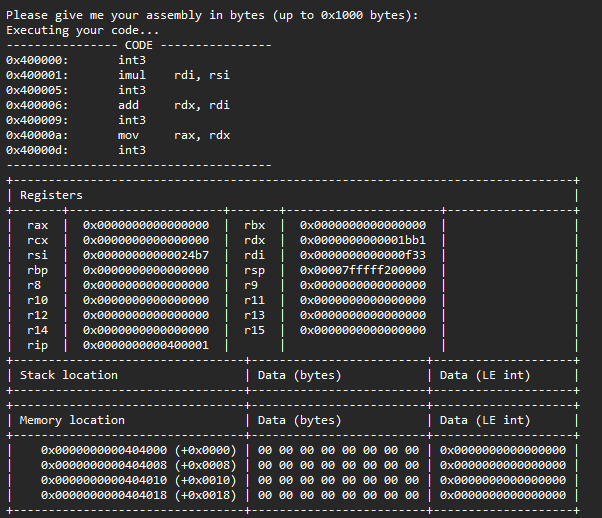 Please give me your assembly in bytes (up to 0x1000 bytes):
Executing your code...
---------------- CODE ----------------
0x400000:	int3
0x400001:	imul	rdi, rsi
0x400005:	int3
0x400006:	add	rdx, rdi
0x400009:	int3
0x40000a:	mov	rax, rdx
0x40000d:	int3
--------------------------------------
+-------------------------------------------------------------------------------+
| Registers                                                                     |
+-------+----------------------+-------+----------------------+-----------------+
|  rax  |  0x0000000000000000  |  rbx  |  0x0000000000000000  |                 |
|  rcx  |  0x0000000000000000  |  rdx  |  0x0000000000001bb1  |                 |
|  rsi  |  0x00000000000024b7  |  rdi  |  0x0000000000000f33  |                 |
|  rbp  |  0x0000000000000000  |  rsp  |  0x00007fffff200000  |                 |
|  r8   |  0x0000000000000000  |  r9   |  0x0000000000000000  |                 |
|  r10  |  0x0000000000000000  |  r11  |  0x0000000000000000  |                 |
|  r12  |  0x0000000000000000  |  r13  |  0x0000000000000000  |                 |
|  r14  |  0x0000000000000000  |  r15  |  0x0000000000000000  |                 |
|  rip  |  0x0000000000400001  |       |                      |                 |
+---------------------------------+-------------------------+-------------------+
| Stack location                  | Data (bytes)            | Data (LE int)     |
+---------------------------------+-------------------------+-------------------+
+---------------------------------+-------------------------+-------------------+
| Memory location                 | Data (bytes)            | Data (LE int)     |
+---------------------------------+-------------------------+-------------------+
|    0x0000000000404000 (+0x0000) | 00 00 00 00 00 00 00 00 | 0x0000000000000000 |
|    0x0000000000404008 (+0x0008) | 00 00 00 00 00 00 00 00 | 0x0000000000000000 |
|    0x0000000000404010 (+0x0010) | 00 00 00 00 00 00 00 00 | 0x0000000000000000 |
|    0x0000000000404018 (+0x0018) | 00 00 00 00 00 00 00 00 | 0x0000000000000000 |
+---------------------------------+-------------------------+-------------------+